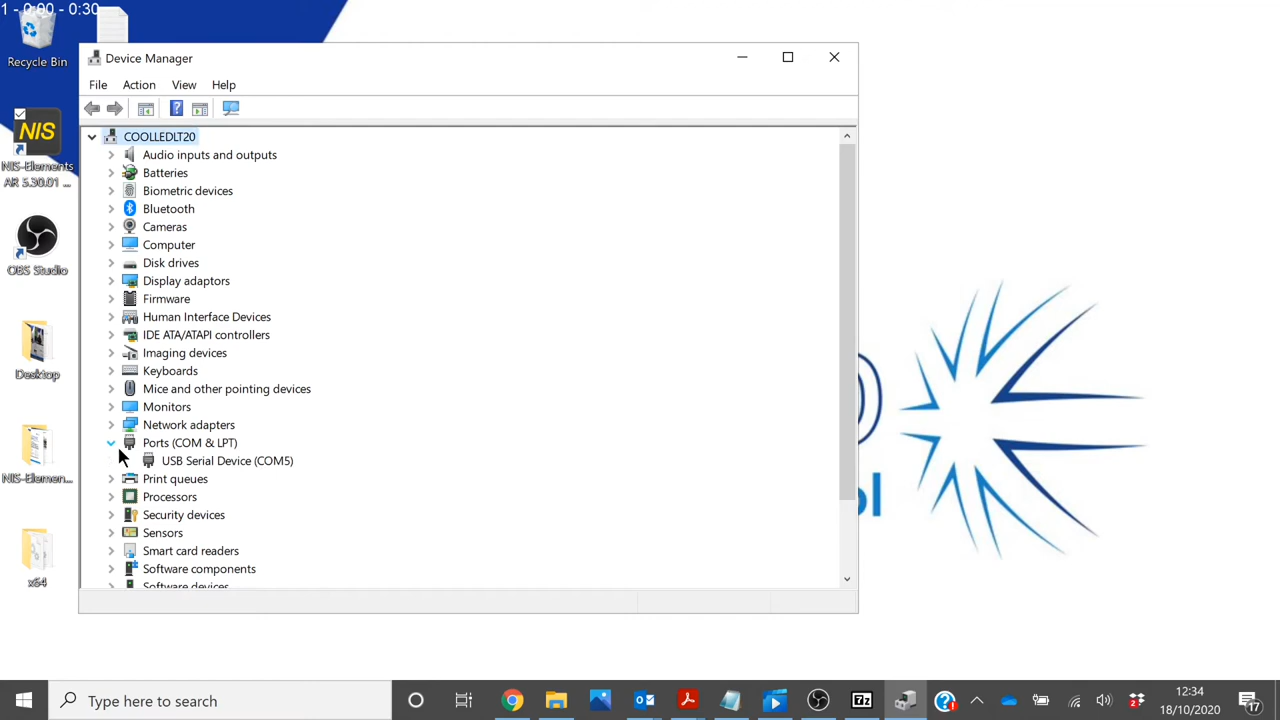 1 - 0:00 - 0:30
Recycle Bin
NIS
NIS-Elements
AR 5.30.01 ...
OBS Studio
Desktop
NIS-Elemen...
x64
Device Manager
File Action View Help
COOLLEDLT20
Audio inputs and outputs
Batteries
Biometric devices
Bluetooth
Cameras
Computer
Disk drives
Display adaptors
Firmware
Human Interface Devices
IDE ATA/ATAPI controllers
Imaging devices
Keyboards
Mice and other pointing devices
Monitors
Network adapters
Ports (COM & LPT)
USB Serial Device (COM5)
Print queues
Processors
Security devices
Sensors
Smart card readers
Software components
Software devices
Type here to search
7z
2
12:34
18/10/2020
17